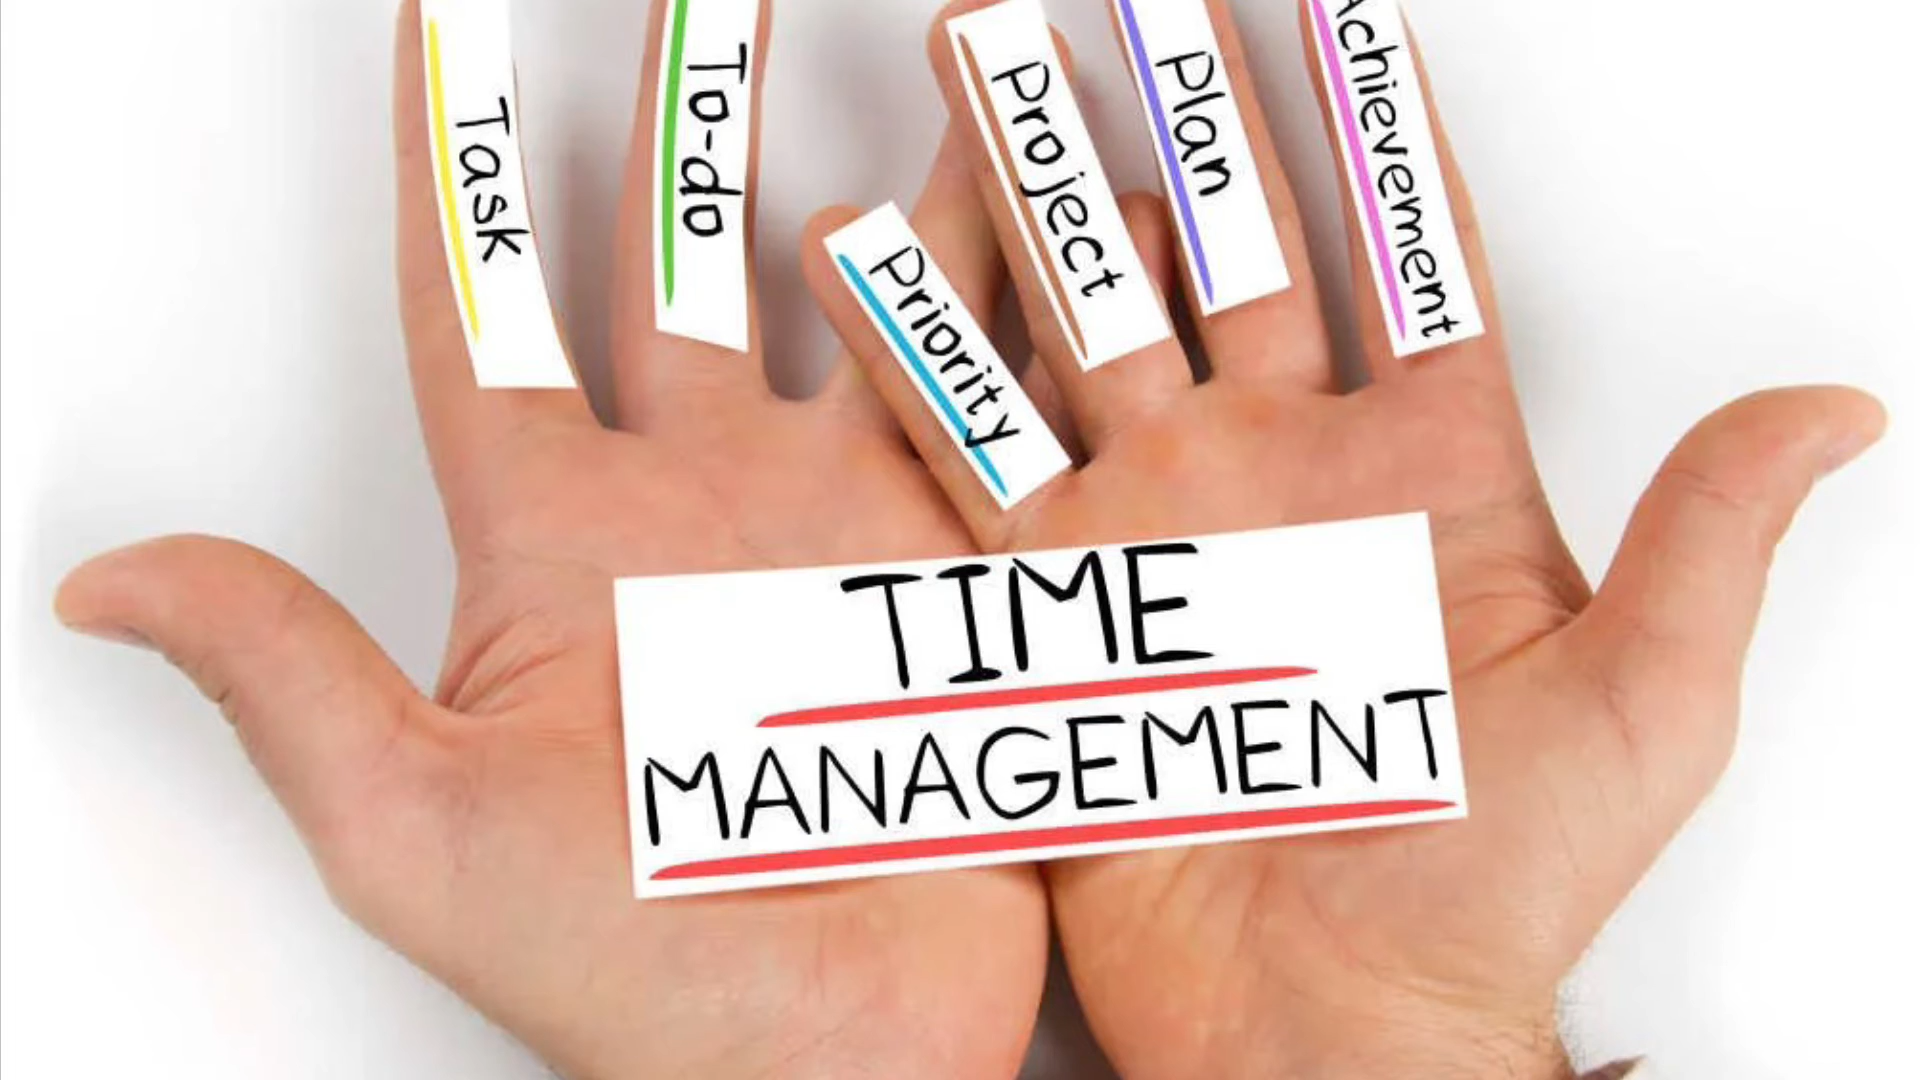 Task
To-do
Priority
Project
Plan
Achievement
TIME
MANAGEMENT